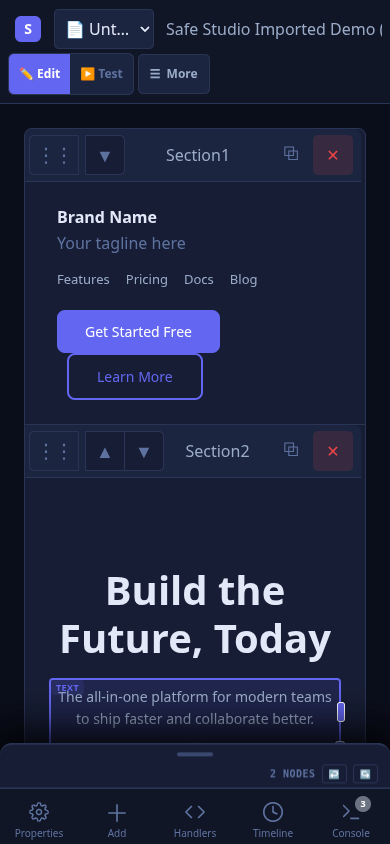 S
Unt...
Safe Studio Imported Demo (
Edit
Test
More
Section1
Brand Name
Your tagline here
Features Pricing Docs Blog
Get Started Free
Learn More
Section2
Build the
Future, Today
TEXT
The all-in-one platform for modern teams
to ship faster and collaborate better.
2 NODES
3
Properties Add Handlers Timeline Console